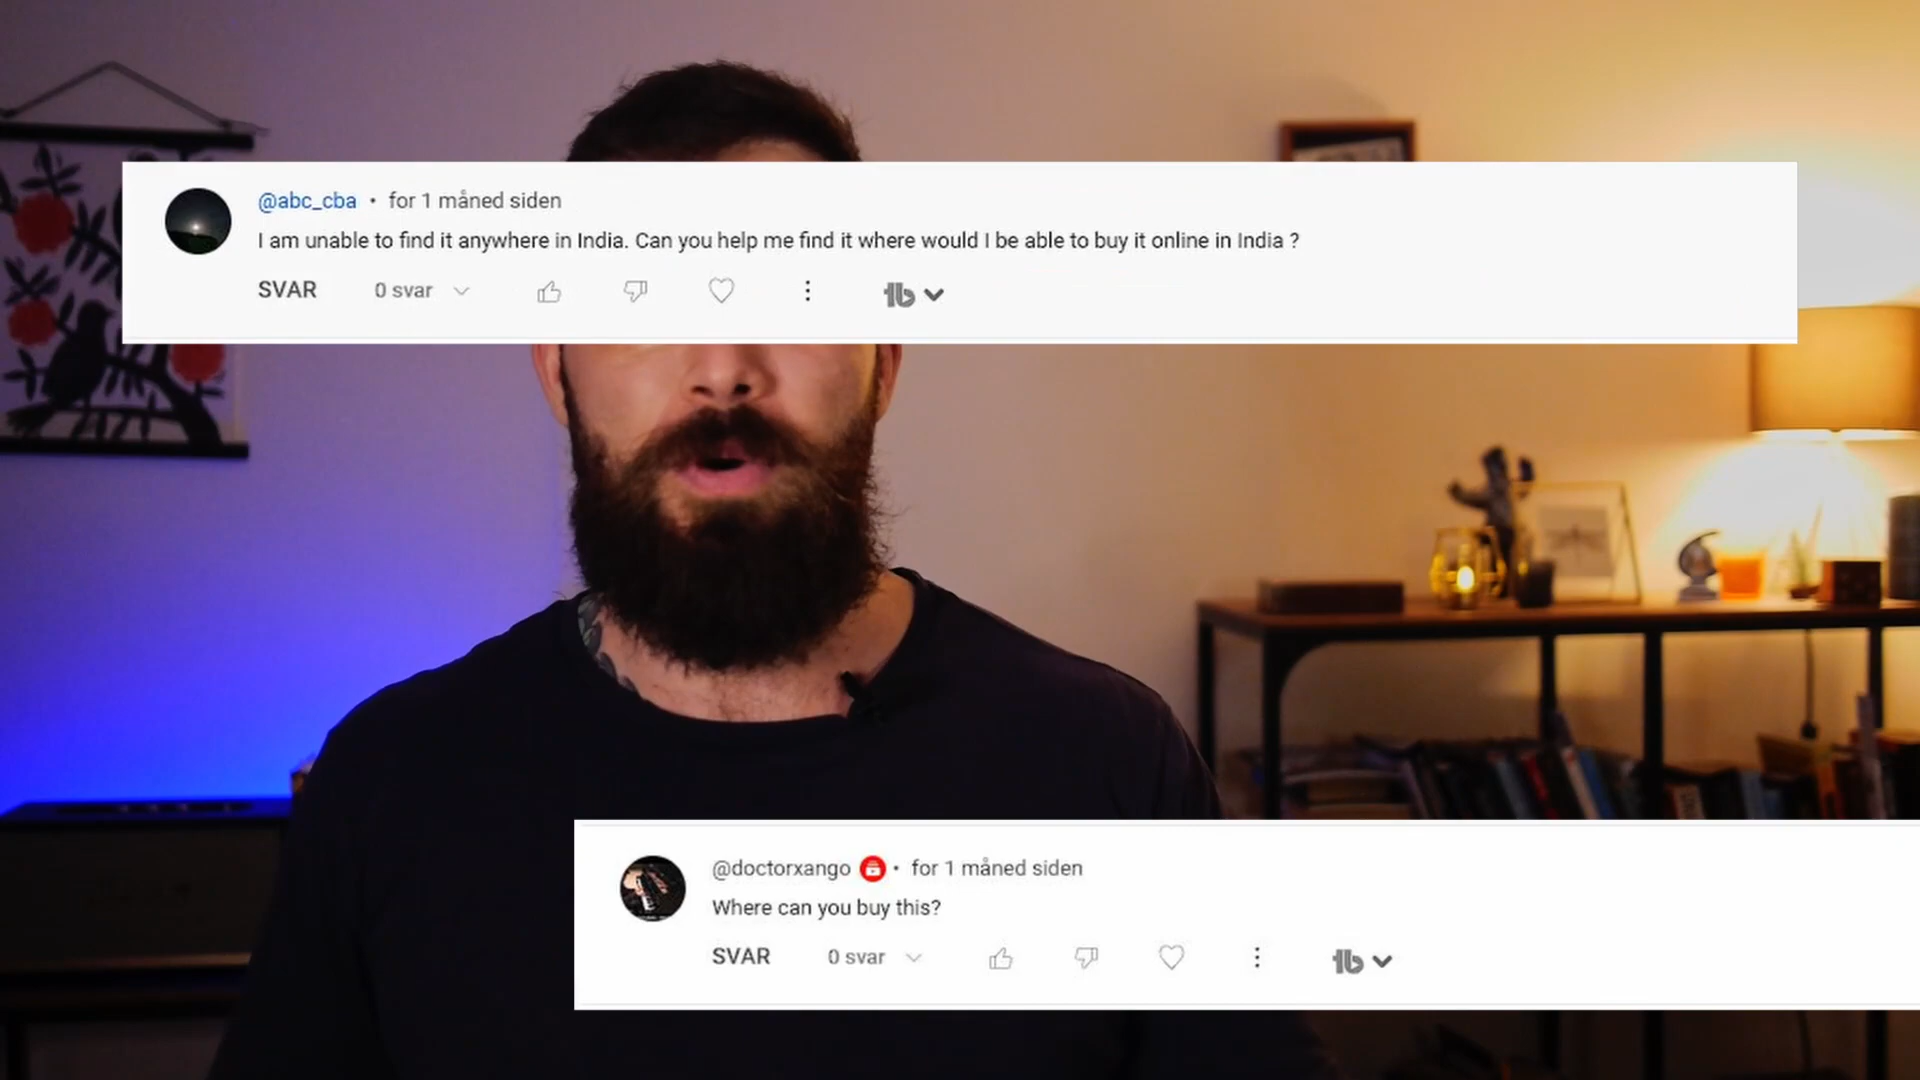 @abc_cba • for 1 måned siden
I am unable to find it anywhere in India. Can you help me find it where would I be able to buy it online in India ?
SVAR 0 svar
@doctorxango • for 1 måned siden
Where can you buy this?
SVAR 0 svar